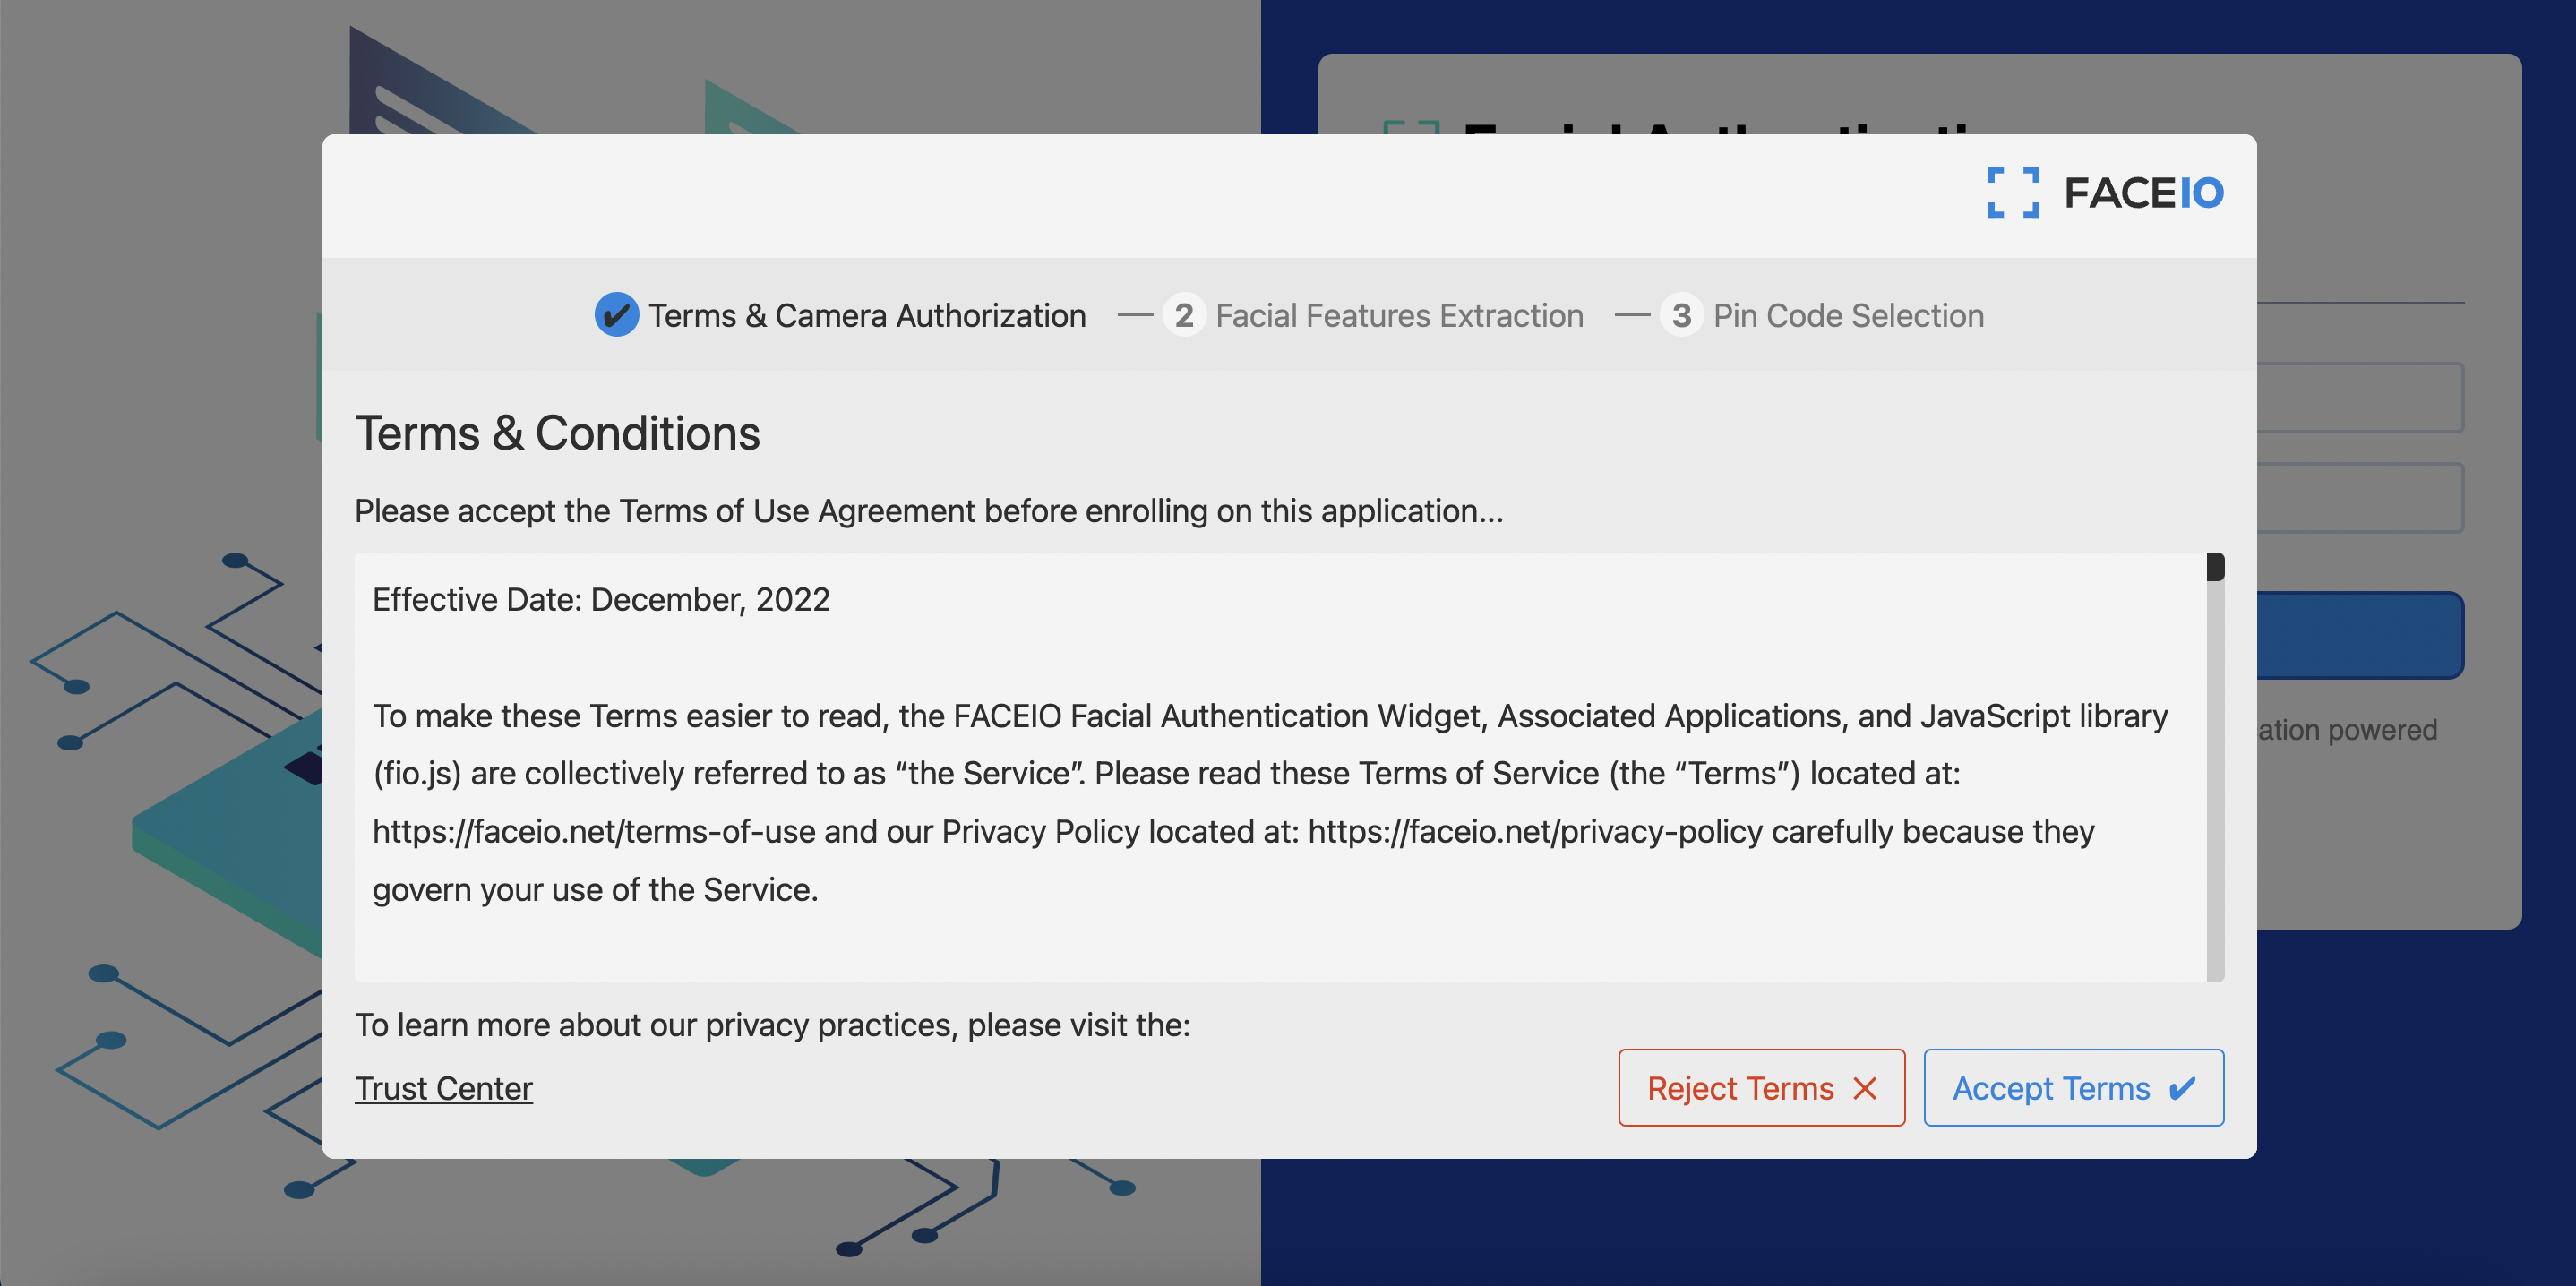 FACEIO
✔ Terms & Camera Authorization — 2 Facial Features Extraction — 3 Pin Code Selection
Terms & Conditions
Please accept the Terms of Use Agreement before enrolling on this application...
Effective Date: December, 2022
To make these Terms easier to read, the FACEIO Facial Authentication Widget, Associated Applications, and JavaScript library
(fio.js) are collectively referred to as “the Service”. Please read these Terms of Service (the “Terms”) located at:
https://faceio.net/terms-of-use and our Privacy Policy located at: https://faceio.net/privacy-policy carefully because they
govern your use of the Service.
ation powered
To learn more about our privacy practices, please visit the:
Trust Center
Reject Terms ✕
Accept Terms ✔